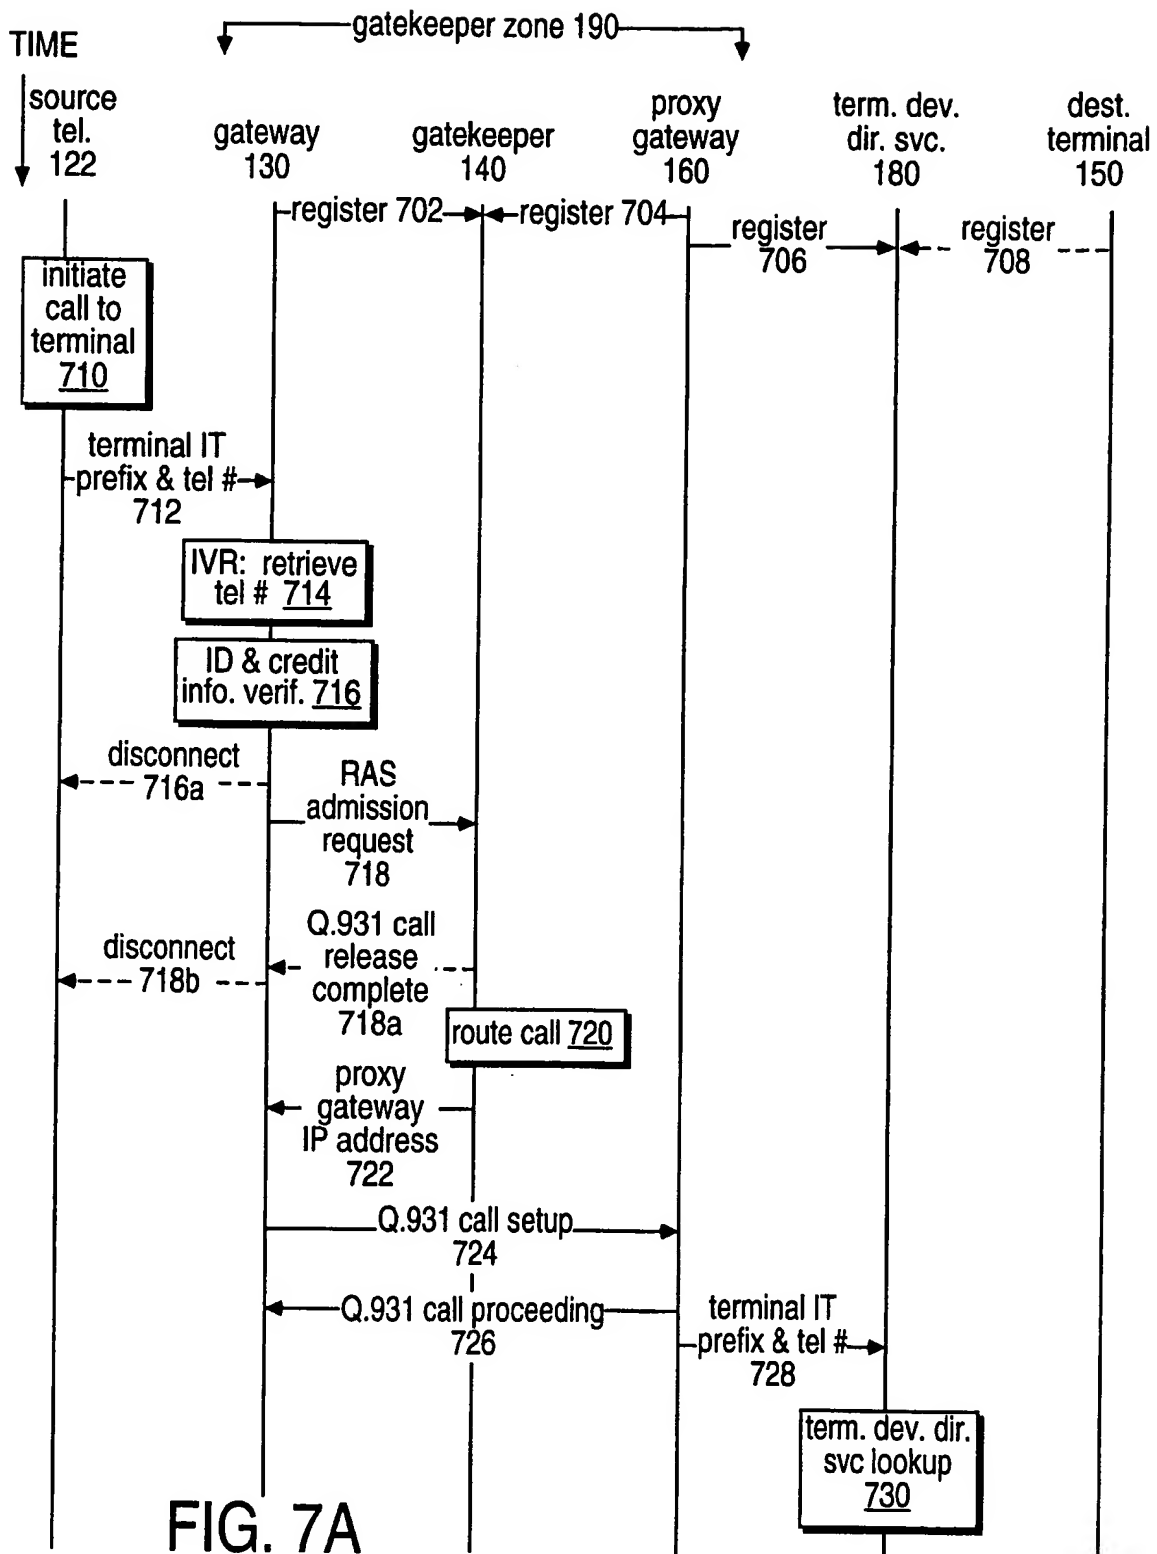 gatekeeper zone 190
TIME
source
tel.
122
gateway
130
gatekeeper
140
proxy
gateway
160
term. dev.
dir. svc.
180
dest.
terminal
150
register 702
register 704
register
706
register
708
initiate
call to
terminal
710
terminal IT
prefix & tel #
712
IVR: retrieve
tel # 714
ID & credit
info. verif. 716
disconnect
716a
RAS
admission
request
718
Q.931 call
release
complete
718a
disconnect
718b
route call 720
proxy
gateway
IP address
722
Q.931 call setup
724
Q.931 call proceeding
726
terminal IT
prefix & tel #
728
term. dev. dir.
svc lookup
730
FIG. 7A